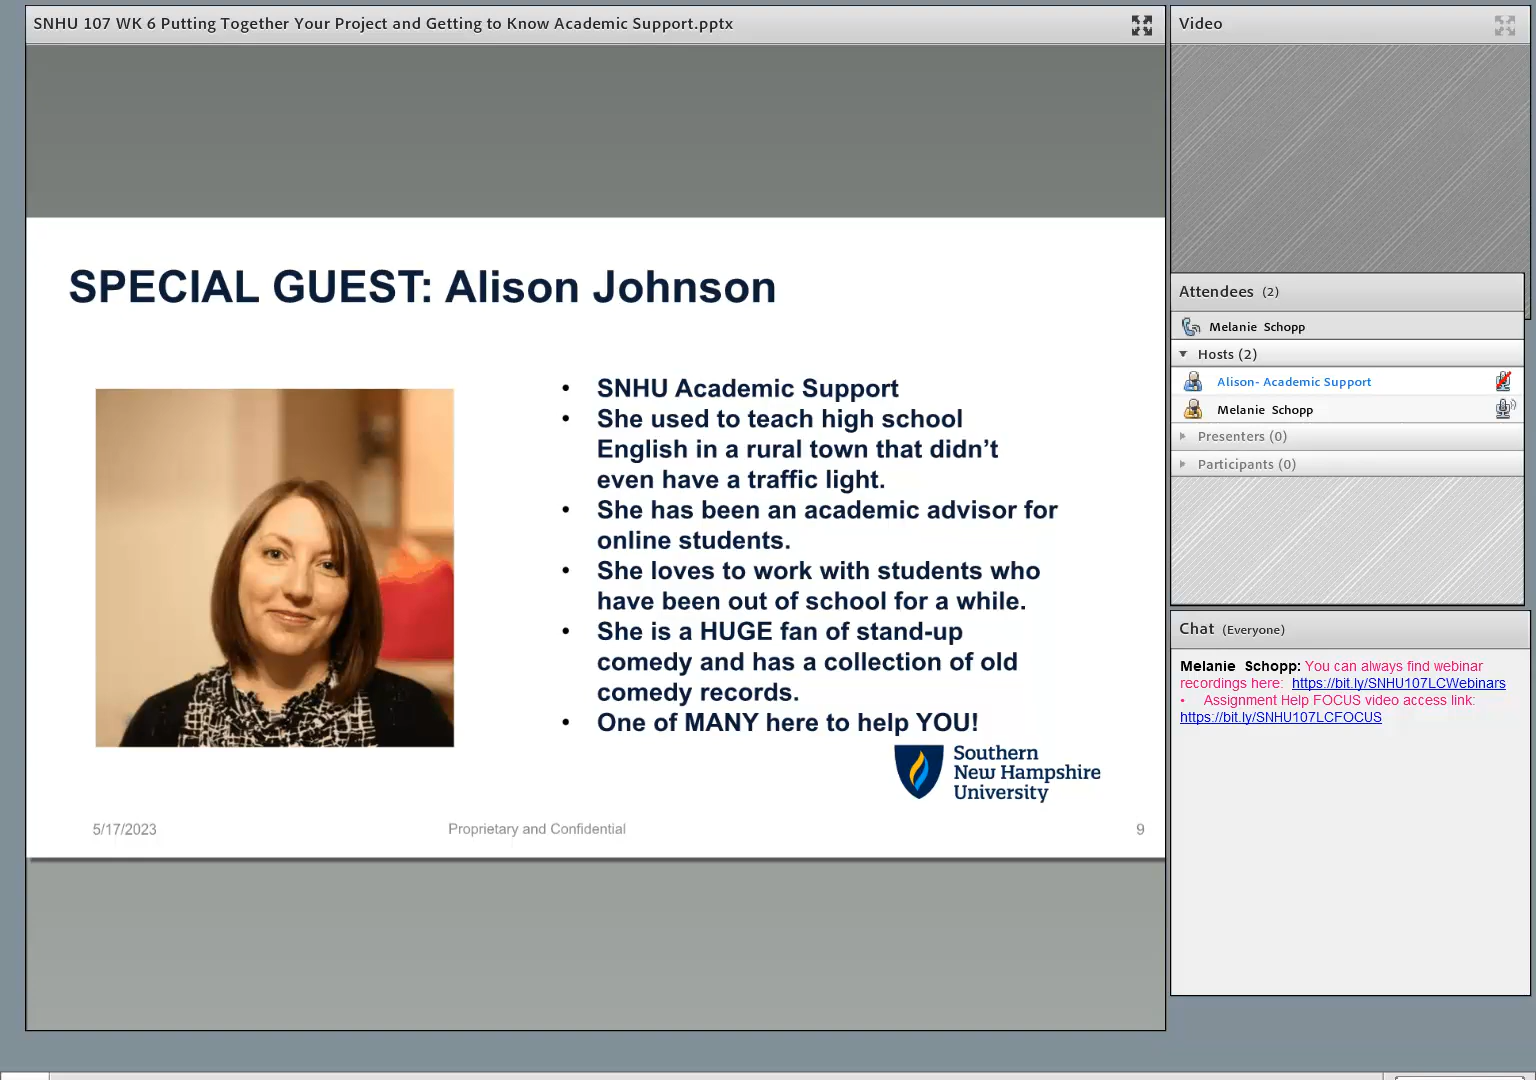 SNHU 107 WK 6 Putting Together Your Project and Getting to Know Academic Support.pptx
SPECIAL GUEST: Alison Johnson
• SNHU Academic Support
• She used to teach high school
English in a rural town that didn’t
even have a traffic light.
• She has been an academic advisor for
online students.
• She loves to work with students who
have been out of school for a while.
• She is a HUGE fan of stand-up
comedy and has a collection of old
comedy records.
• One of MANY here to help YOU!
Southern
New Hampshire
University
5/17/2023
Proprietary and Confidential
9
Video
Attendees (2)
Melanie Schopp
Hosts (2)
Alison- Academic Support
Melanie Schopp
Presenters (0)
Participants (0)
Chat (Everyone)
Melanie Schopp: You can always find webinar
recordings here: https://bit.ly/SNHU107LCWebinars
• Assignment Help FOCUS video access link:
https://bit.ly/SNHU107LCFOCUS